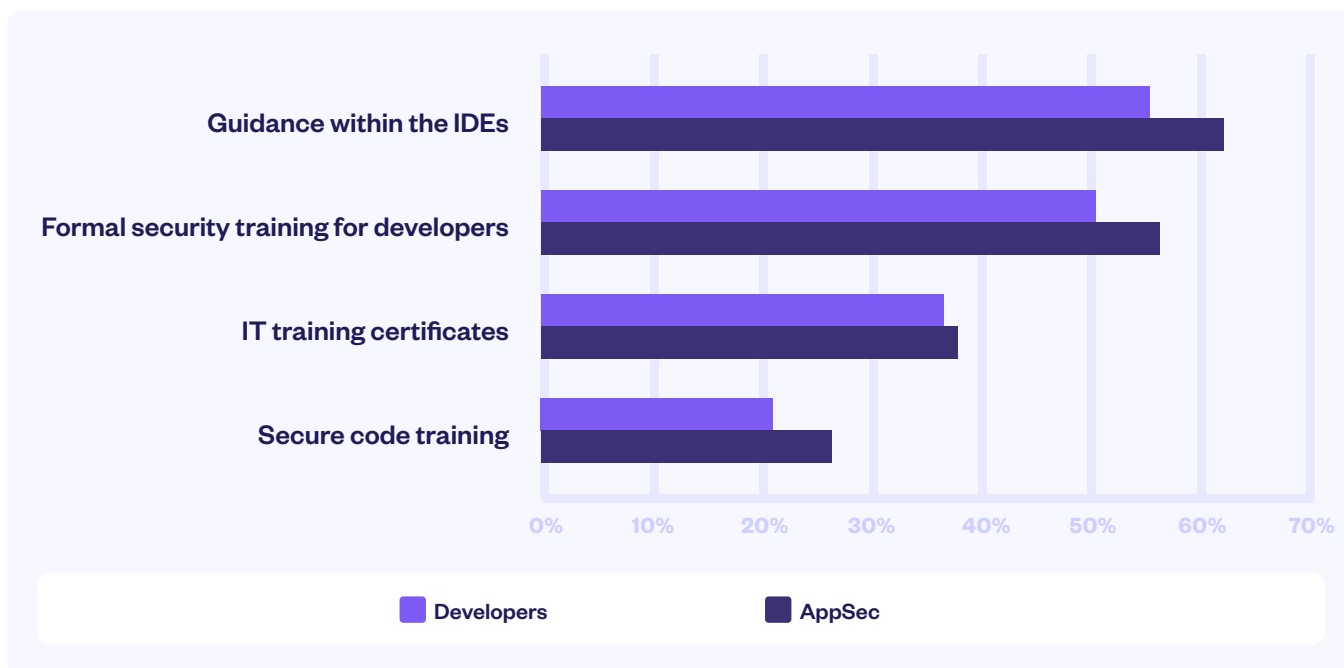 Guidance within the IDEs
Formal security training for developers
IT training certificates
Secure code training
0% 10% 20% 30% 40% 50% 60% 70%
Developers AppSec